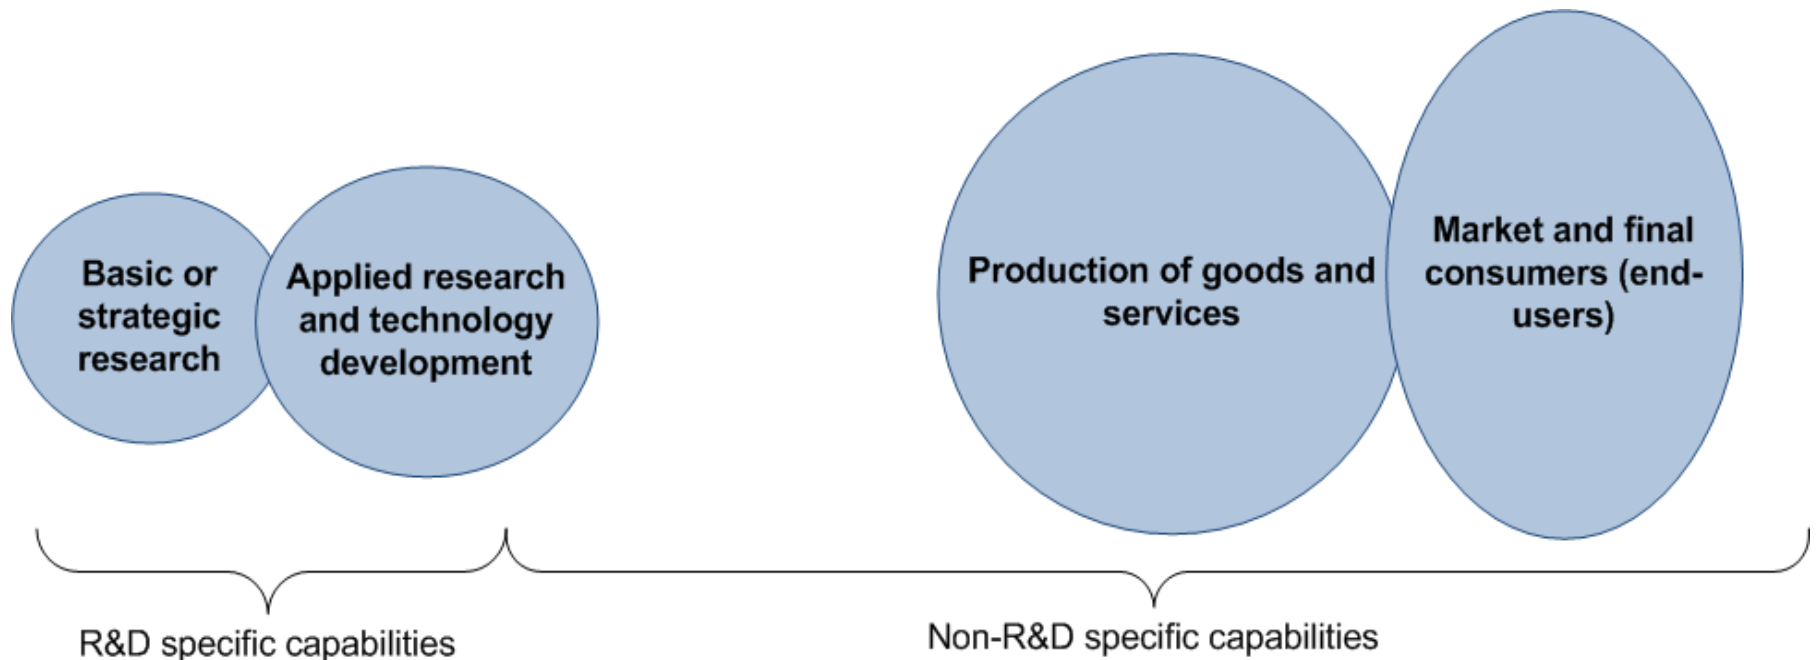 Basic or
strategic
research
Applied research
and technology
development
Production of goods and
services
Market and final
consumers (end-
users)
R&D specific capabilities
Non-R&D specific capabilities